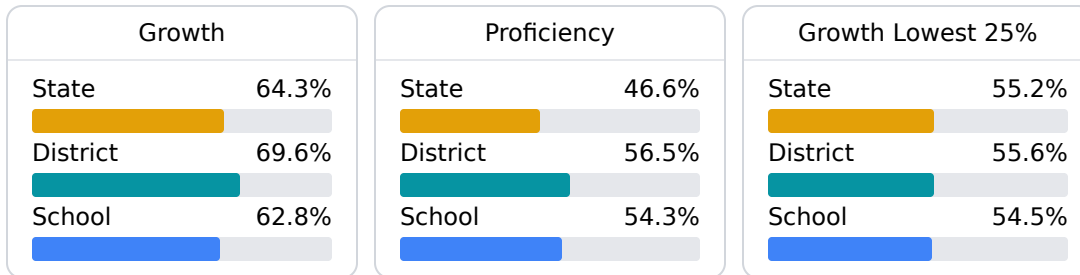 Growth
State 64.3%
District 69.6%
School 62.8%
Proficiency
State 46.6%
District 56.5%
School 54.3%
Growth Lowest 25%
State 55.2%
District 55.6%
School 54.5%